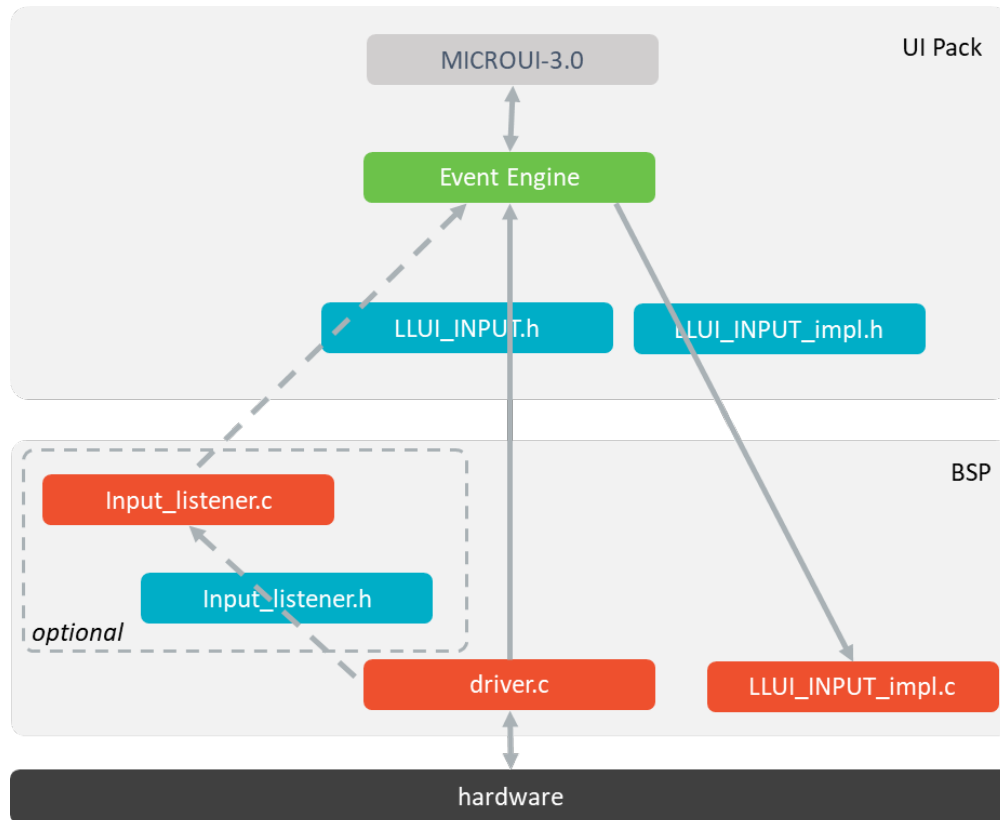 UI Pack
MICROUI-3.0
Event Engine
LLUI_INPUT.h
LLUI_INPUT_impl.h
BSP
Input_listener.c
Input_listener.h
optional
driver.c
LLUI_INPUT_impl.c
hardware